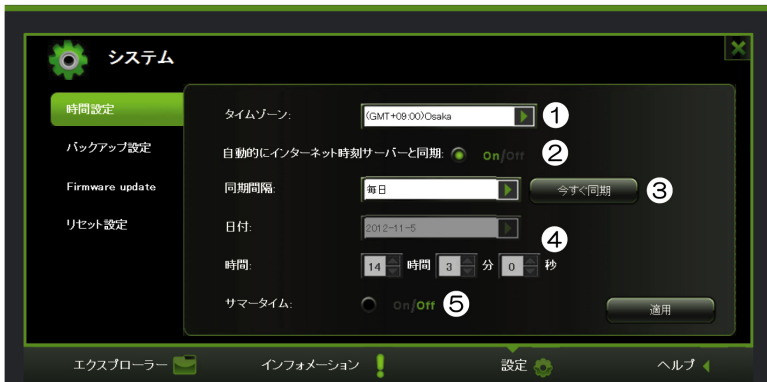 システム
時間設定
バックアップ設定
Firmware update
リセット設定
タイムゾーン: (GMT+09:00)Osaka ①
自動的にインターネット時刻サーバーと同期: On/Off ②
同期間隔: 毎日 今すぐ同期 ③
日付: 2012-11-5
④
時間: 14 時間 3 分 0 秒
サマータイム: On/Off ⑤
適用
エクスプローラー インフォメーション 設定 ヘルプ